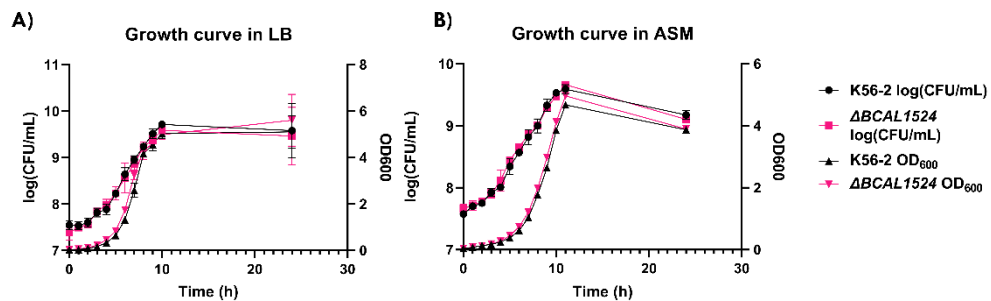 A)
Growth curve in LB
11
10
9
8
7
log(CFU/mL)
8
6
4
2
0
OD600
0
10
20
30
Time (h)
B)
Growth curve in ASM
10
9
8
7
log(CFU/mL)
6
4
2
0
OD600
0
10
20
30
Time (h)
K56-2 log(CFU/mL)
ΔBCAL1524
log(CFU/mL)
K56-2 OD600
ΔBCAL1524 OD600